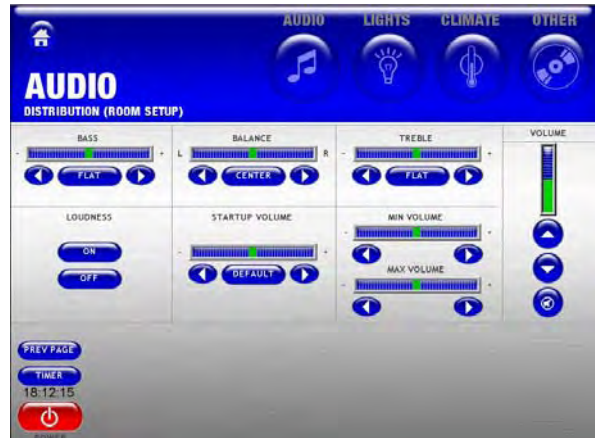 AUDIO LIGHTS CLIMATE OTHER
AUDIO
DISTRIBUTION (ROOM SETUP)
BASS BALANCE TREBLE VOLUME
- + L R - +
FLAT CENTER FLAT
LOUDNESS STARTUP VOLUME MIN VOLUME
ON - + - +
OFF DEFAULT MAX VOLUME
- +
PREV PAGE
TIMER
18:12:15
POWER